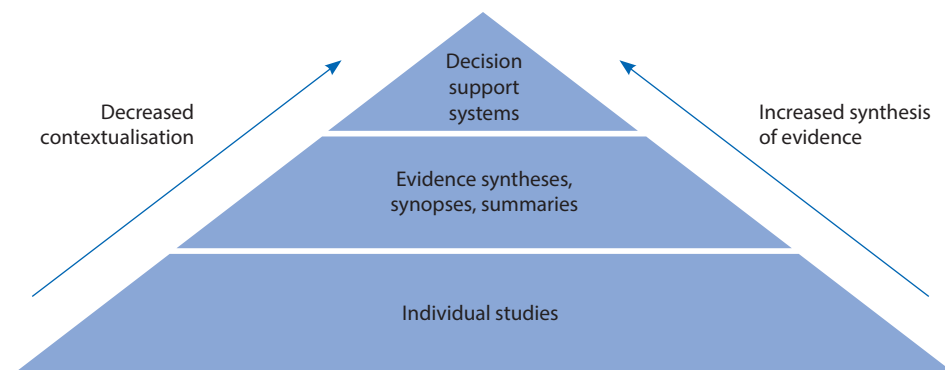 Decision
support
systems
Decreased
contextualisation
Increased synthesis
of evidence
Evidence syntheses,
synopses, summaries
Individual studies